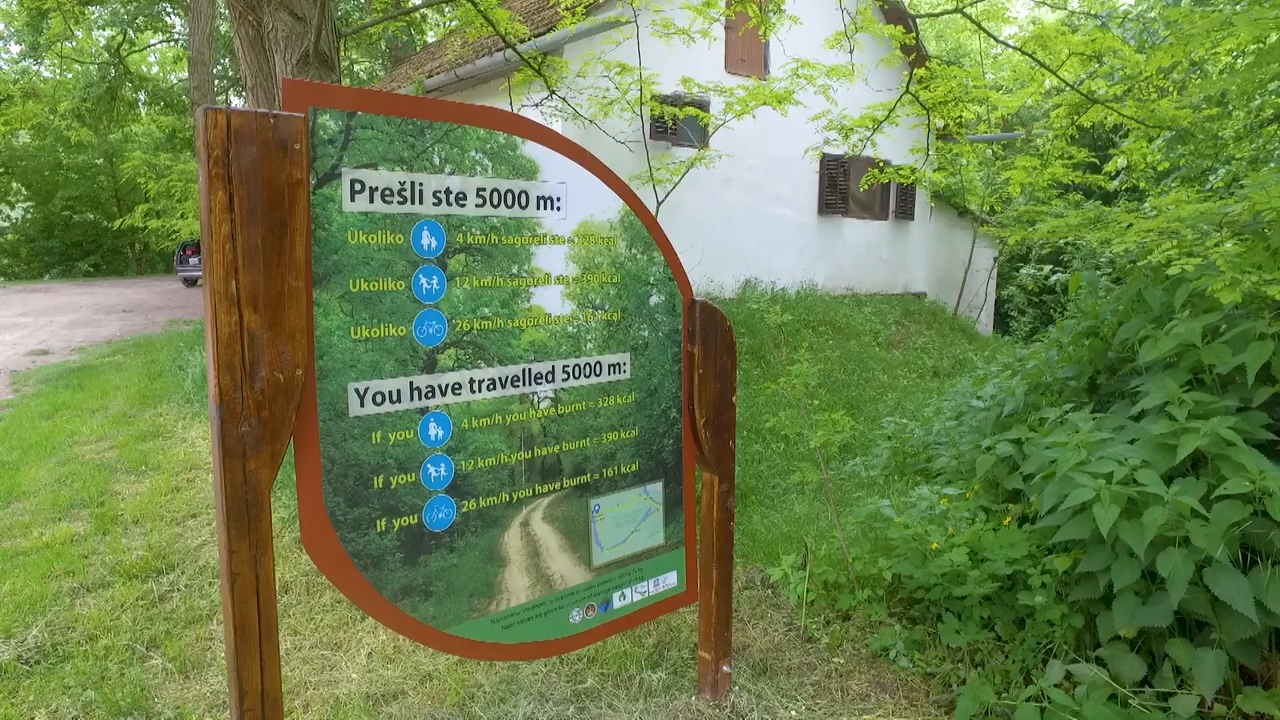 Prešli ste 5000 m:
Ukoliko 4 km/h sagoreli ste ≈ 328 kcal
Ukoliko 12 km/h sagoreli ste ≈ 390 kcal
Ukoliko 26 km/h sagoreli ste ≈ 161 kcal
You have travelled 5000 m:
If you 4 km/h you have burnt ≈ 328 kcal
If you 12 km/h you have burnt ≈ 390 kcal
If you 26 km/h you have burnt ≈ 161 kcal